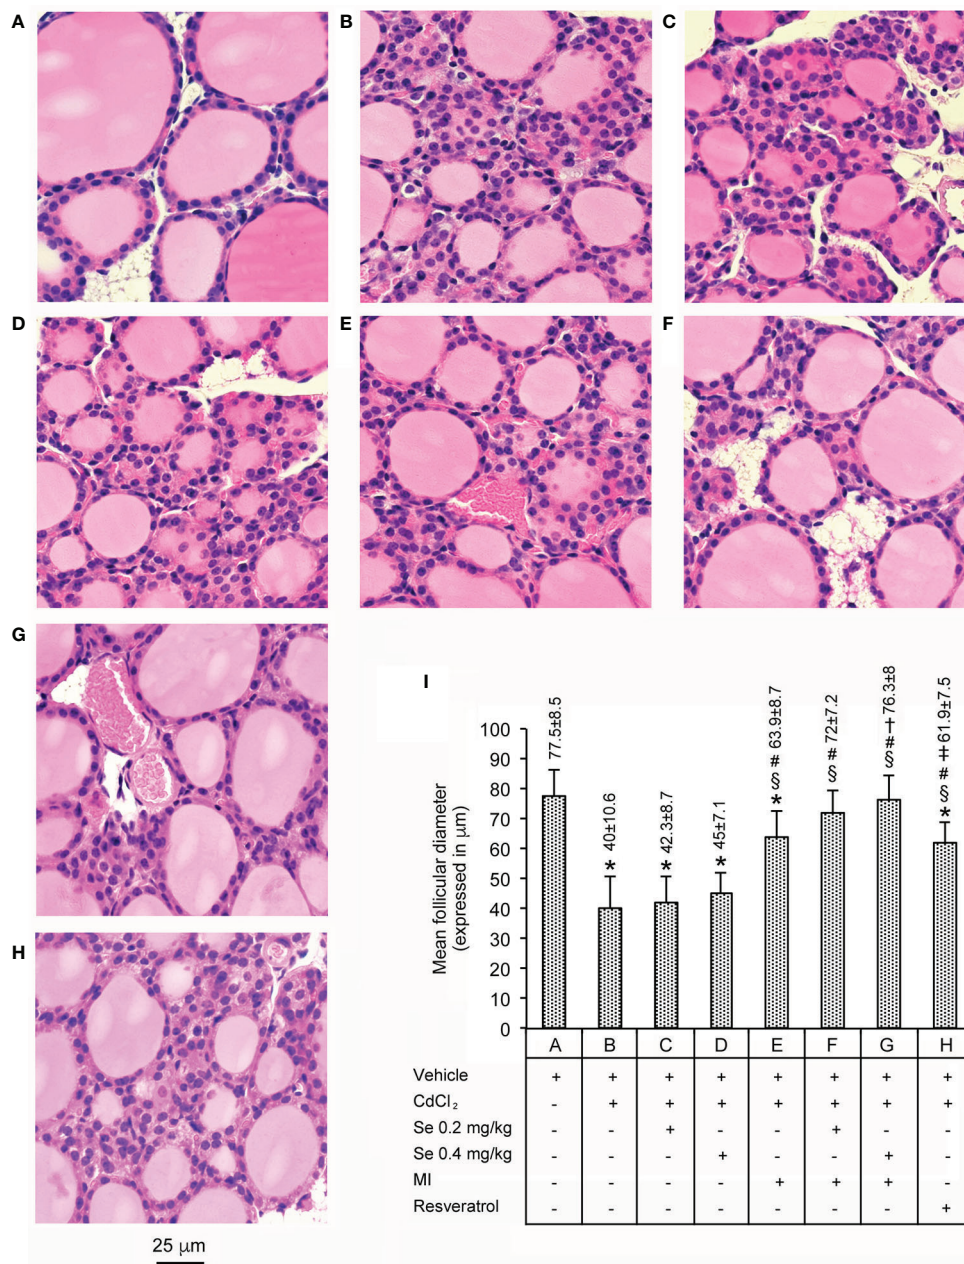 A
B
C
D
E
F
G
H
25 μm
I
Mean follicular diameter
(expressed in μm)
100
90
80
70
60
50
40
30
20
10
0
77.5±8.5
* 40±10.6
* 42.3±8.7
* 45±7.1
* § # 63.9±8.7
§ # 72±7.2
§ # † 76.3±8
* § # ‡ 61.9±7.5
A B C D E F G H
Vehicle + + + + + + + +
CdCl₂ - + + + + + + +
Se 0.2 mg/kg - - + - - + - -
Se 0.4 mg/kg - - - + - - + -
MI - - - - + + + -
Resveratrol - - - - - - - +